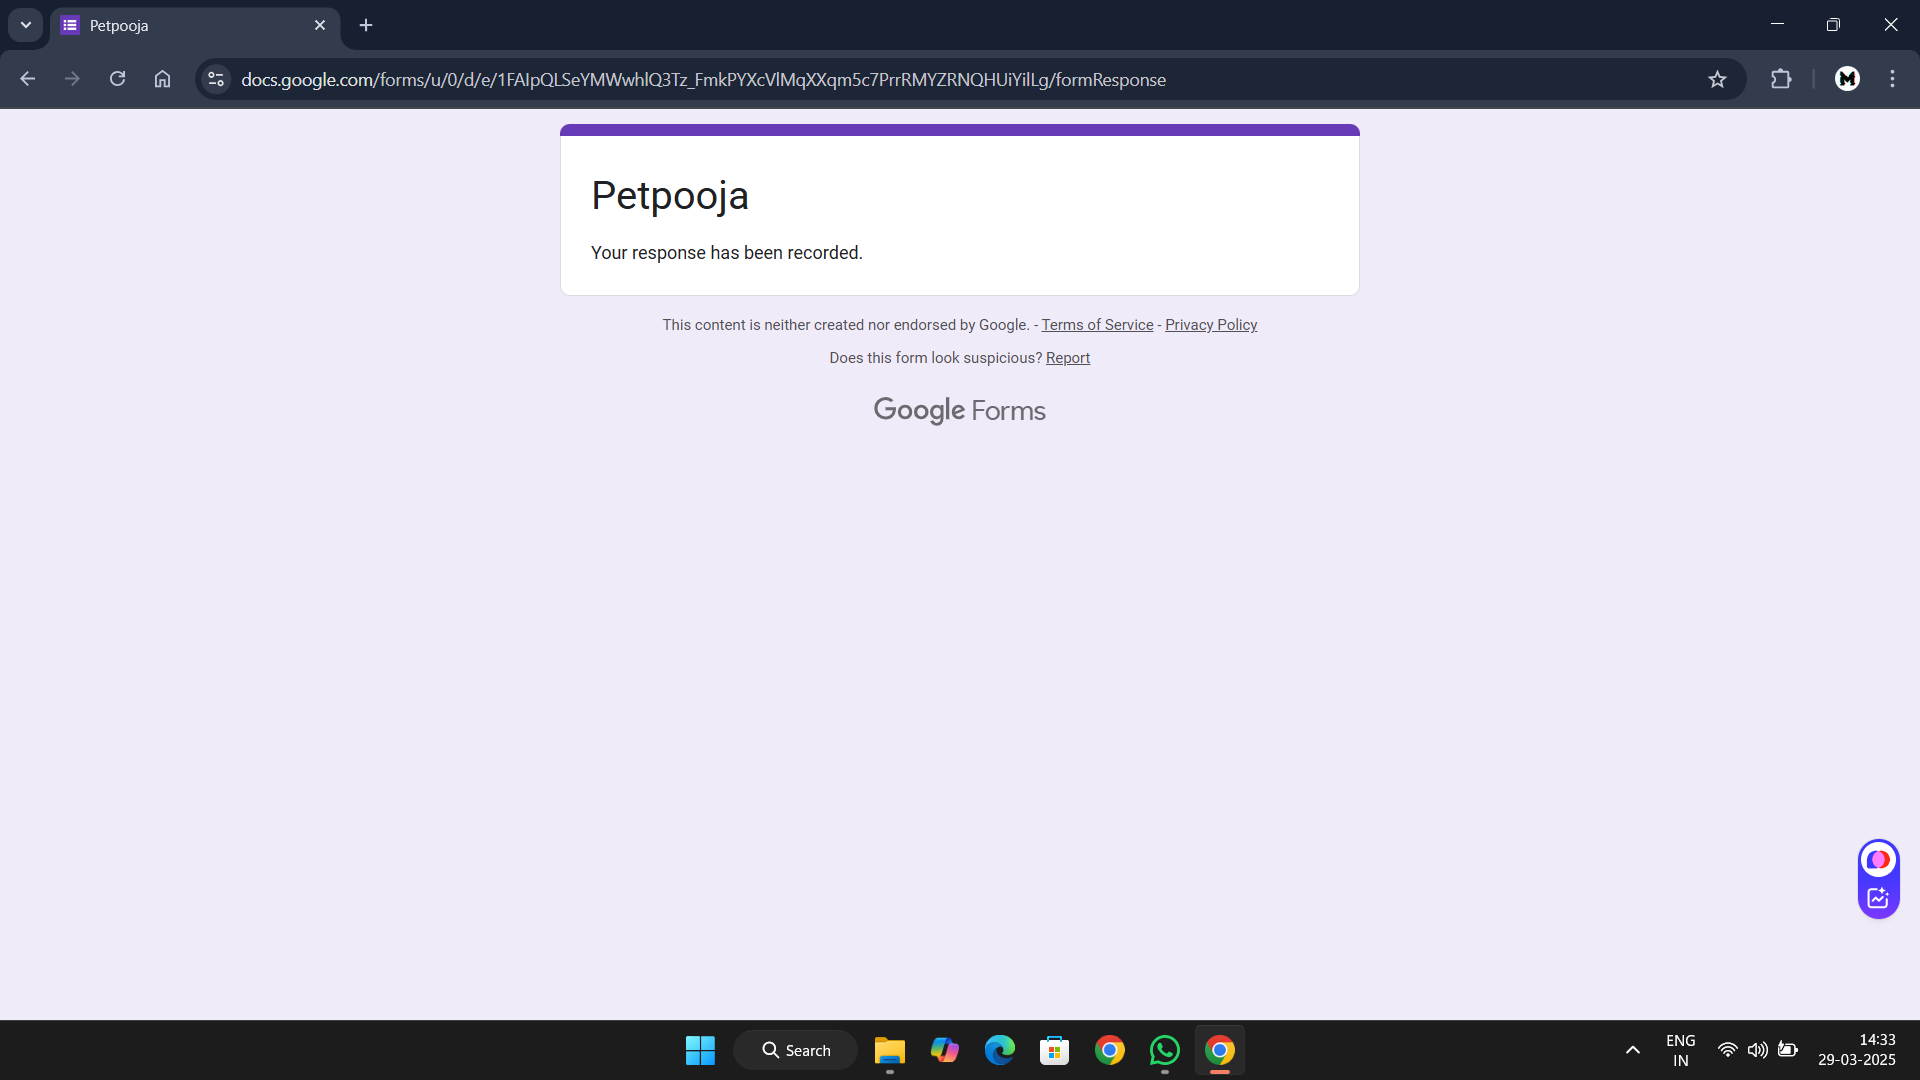 Petpooja
docs.google.com/forms/u/0/d/e/1FAIpQLSeYMWwhlQ3Tz_FmkPYXcVlMqXXqm5c7PrrRMYZRNQHUiYilLg/formResponse
Petpooja
Your response has been recorded.
This content is neither created nor endorsed by Google. - Terms of Service - Privacy Policy
Does this form look suspicious? Report
Google Forms
Search
ENG
IN
14:33
29-03-2025